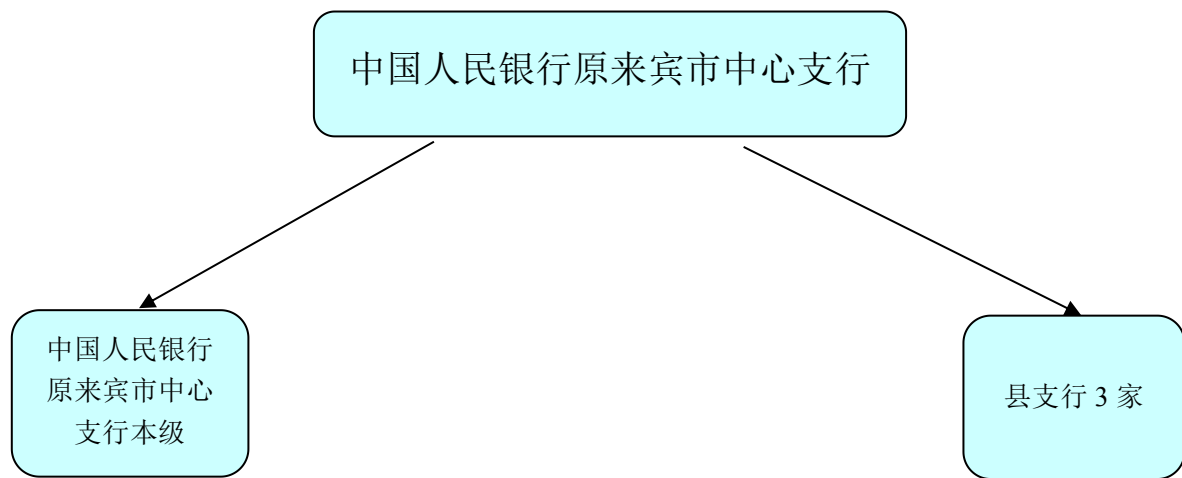 中国人民银行原来宾市中心支行
中国人民银行
原来宾市中心
支行本级
县支行 3 家